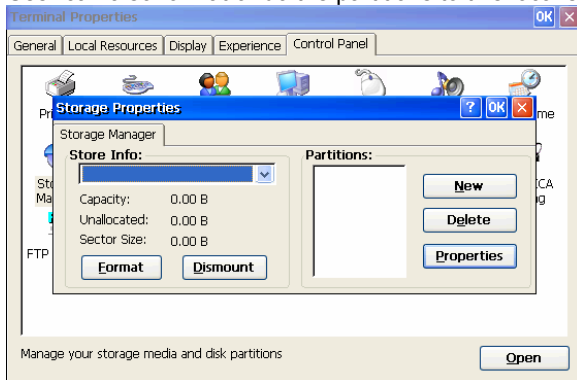 Terminal Properties OK
General Local Resources Display Experience Control Panel
Storage Properties ? OK
Storage Manager
Store Info: Partitions:
Capacity: 0.00 B
Unallocated: 0.00 B
Sector Size: 0.00 B
Format Dismount
New
Delete
Properties
FTP
Manage your storage media and disk partitions
Open